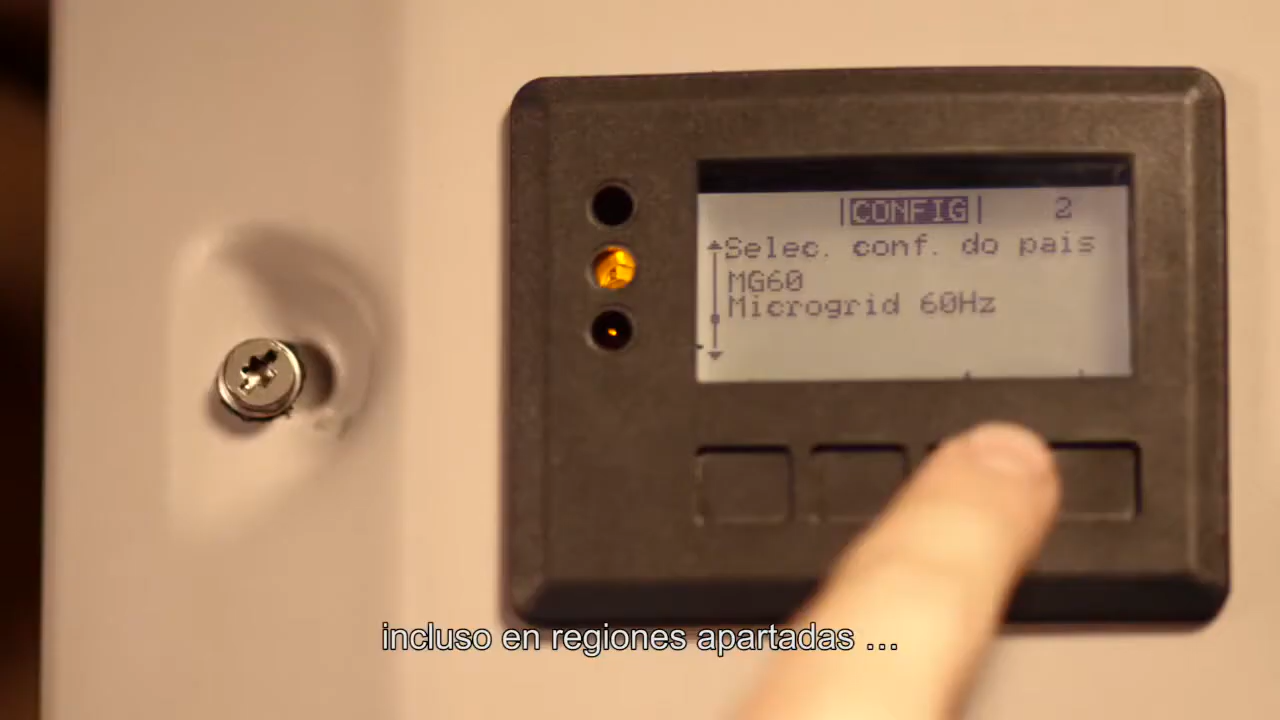 |CONFIG| 2
Selec. conf. do pais
MG60
Microgrid 60Hz
incluso en regiones apartadas ...